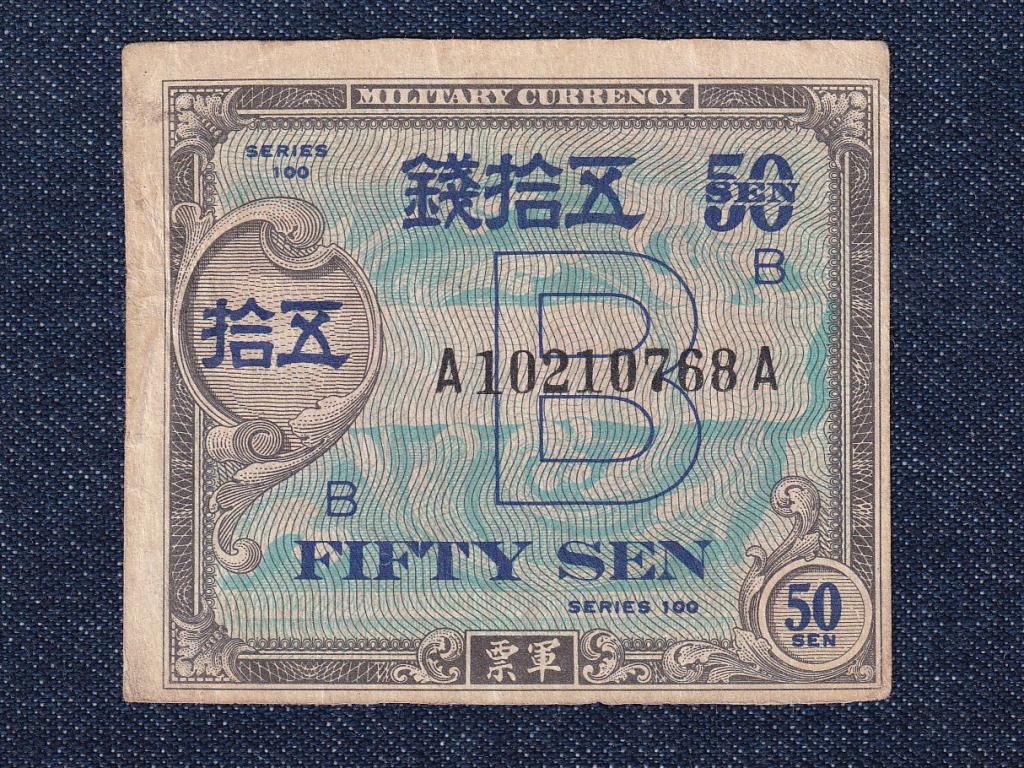 MILITARY CURRENCY
SERIES
100
錢拾五
50
SEN
B
拾五
B
A10210768A
B
FIFTY SEN
SERIES 100
50
SEN
票軍